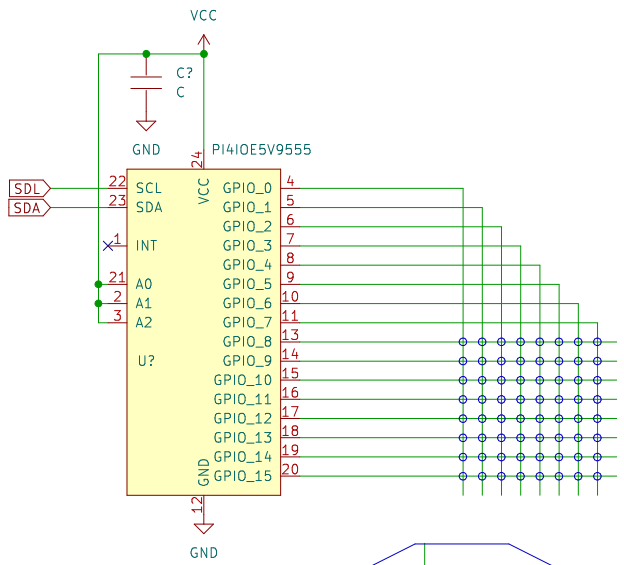 VCC
C?
C
GND
PI4IOE5V9555
24
VCC
SDL 22 SCL GPIO_0 4
SDA 23 SDA GPIO_1 5
GPIO_2 6
1 INT GPIO_3 7
GPIO_4 8
21 A0 GPIO_5 9
2 A1 GPIO_6 10
3 A2 GPIO_7 11
GPIO_8 13
U? GPIO_9 14
GPIO_10 15
GPIO_11 16
GPIO_12 17
GPIO_13 18
GPIO_14 19
GND GPIO_15 20
12
GND